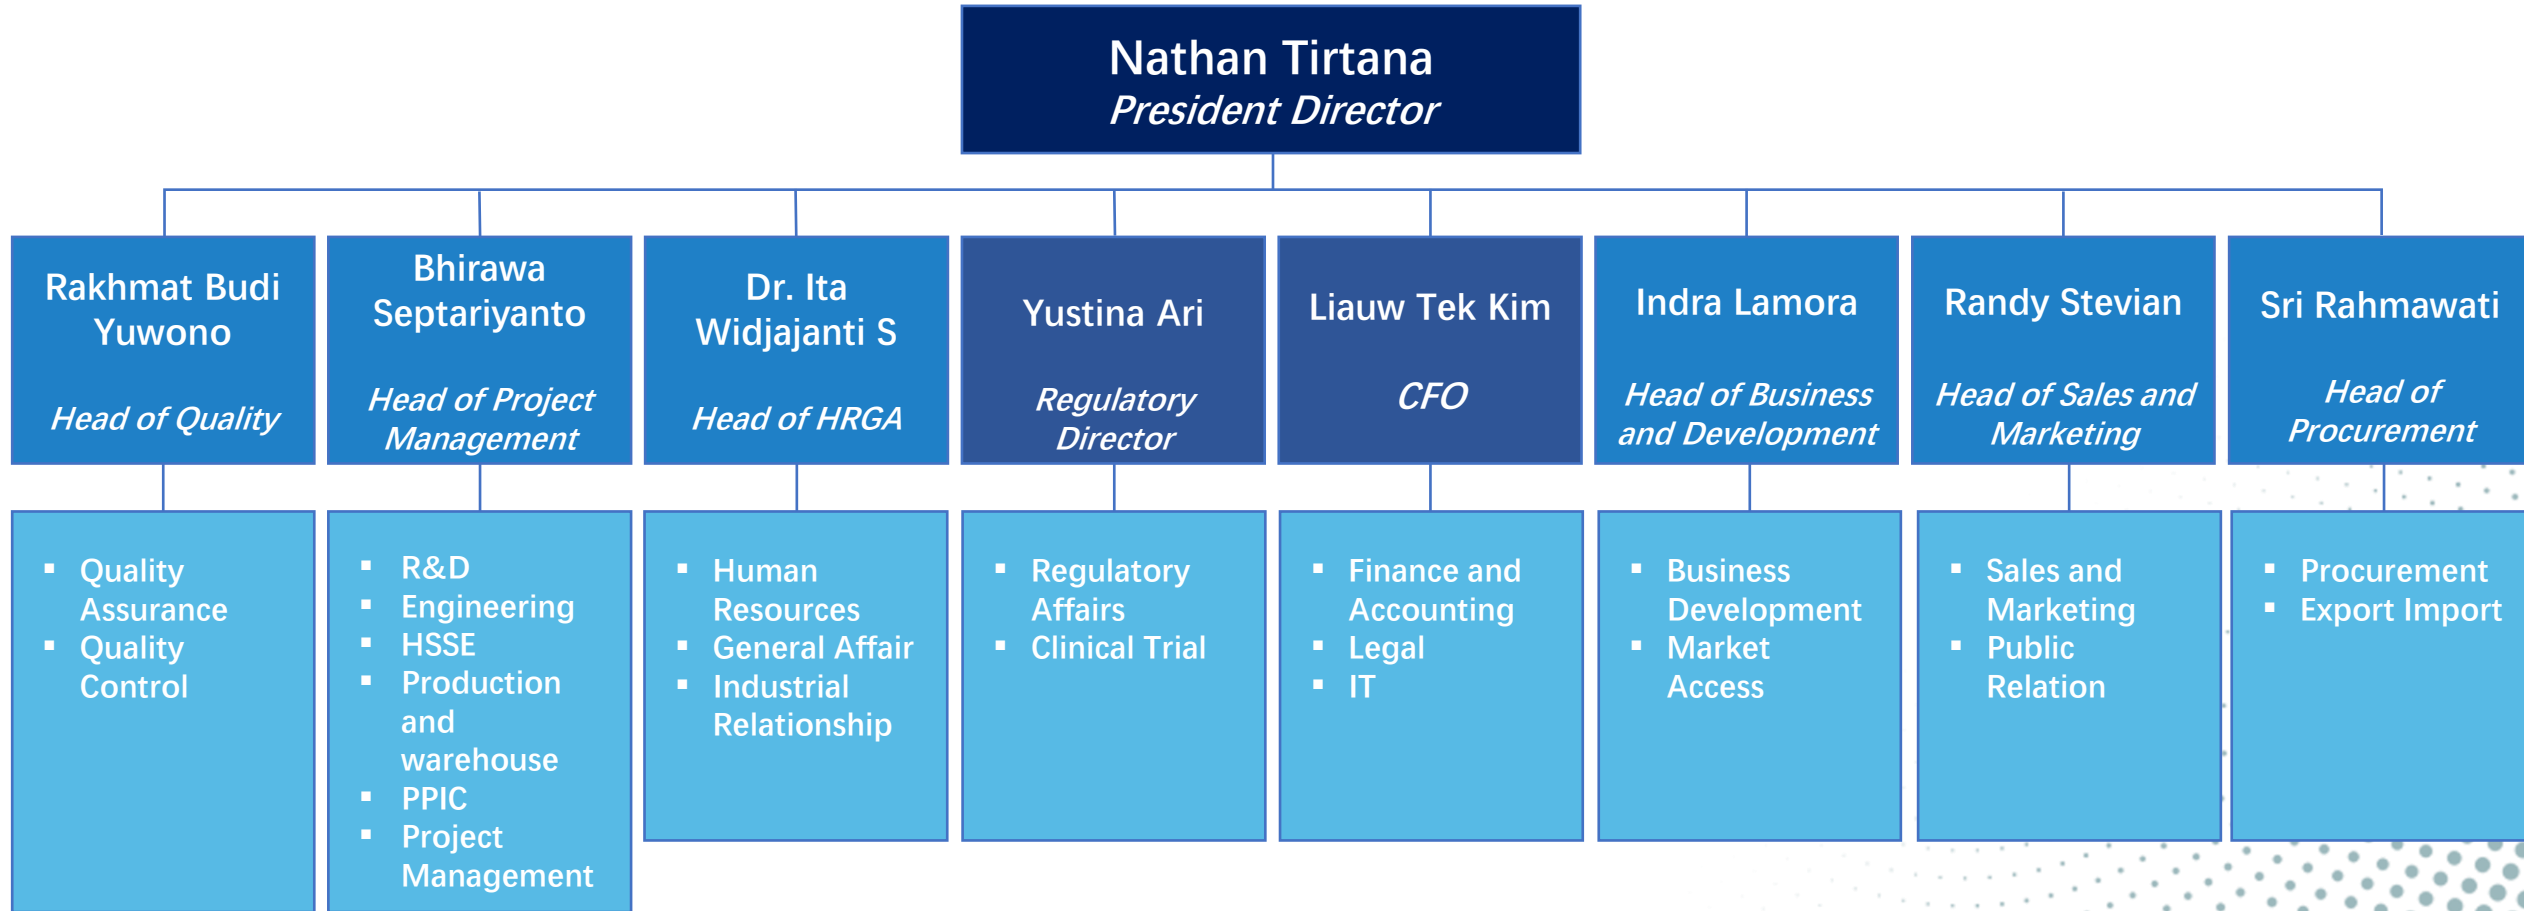 Nathan Tirtana
President Director
Rakhmat Budi
Yuwono
Head of Quality
Bhirawa
Septariyanto
Head of Project
Management
Dr. Ita
Widjajanti S
Head of HRGA
Yustina Ari
Regulatory
Director
Liauw Tek Kim
CFO
Indra Lamora
Head of Business
and Development
Randy Stevian
Head of Sales and
Marketing
Sri Rahmawati
Head of
Procurement
▪ Quality
Assurance
▪ Quality
Control
▪ R&D
▪ Engineering
▪ HSSE
▪ Production
and
warehouse
▪ PPIC
▪ Project
Management
▪ Human
Resources
▪ General Affair
▪ Industrial
Relationship
▪ Regulatory
Affairs
▪ Clinical Trial
▪ Finance and
Accounting
▪ Legal
▪ IT
▪ Business
Development
▪ Market
Access
▪ Sales and
Marketing
▪ Public
Relation
▪ Procurement
▪ Export Import